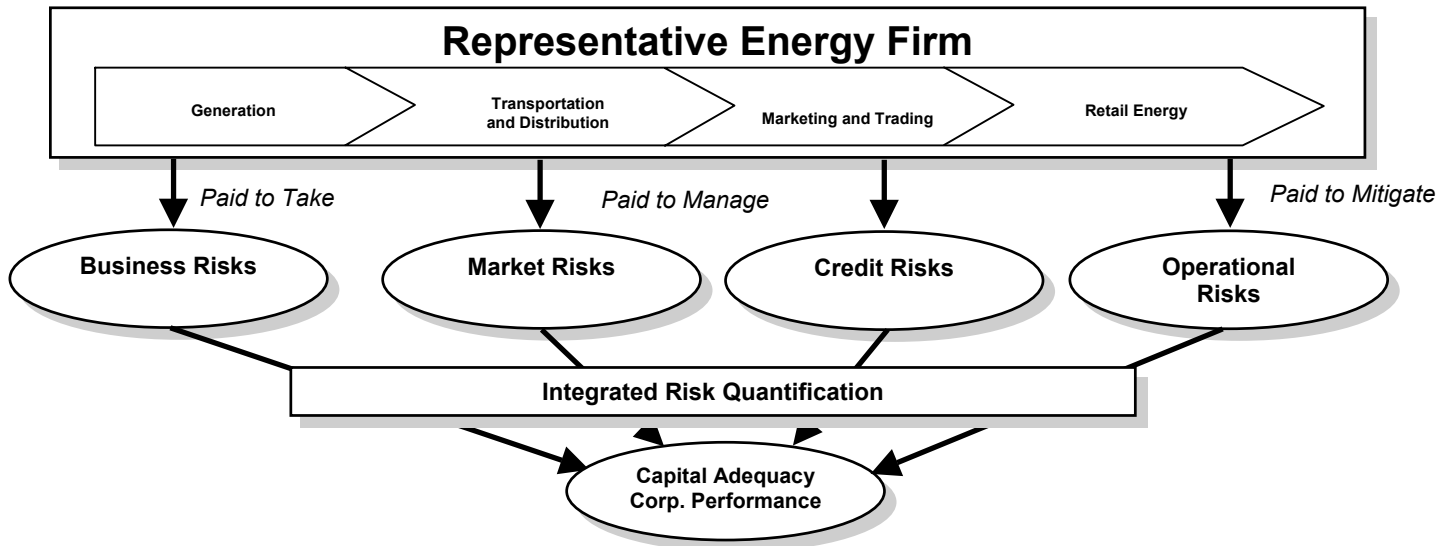 Representative Energy Firm
Generation
Transportation
and Distribution
Marketing and Trading
Retail Energy
Paid to Take
Paid to Manage
Paid to Mitigate
Business Risks
Market Risks
Credit Risks
Operational
Risks
Integrated Risk Quantification
Capital Adequacy
Corp. Performance